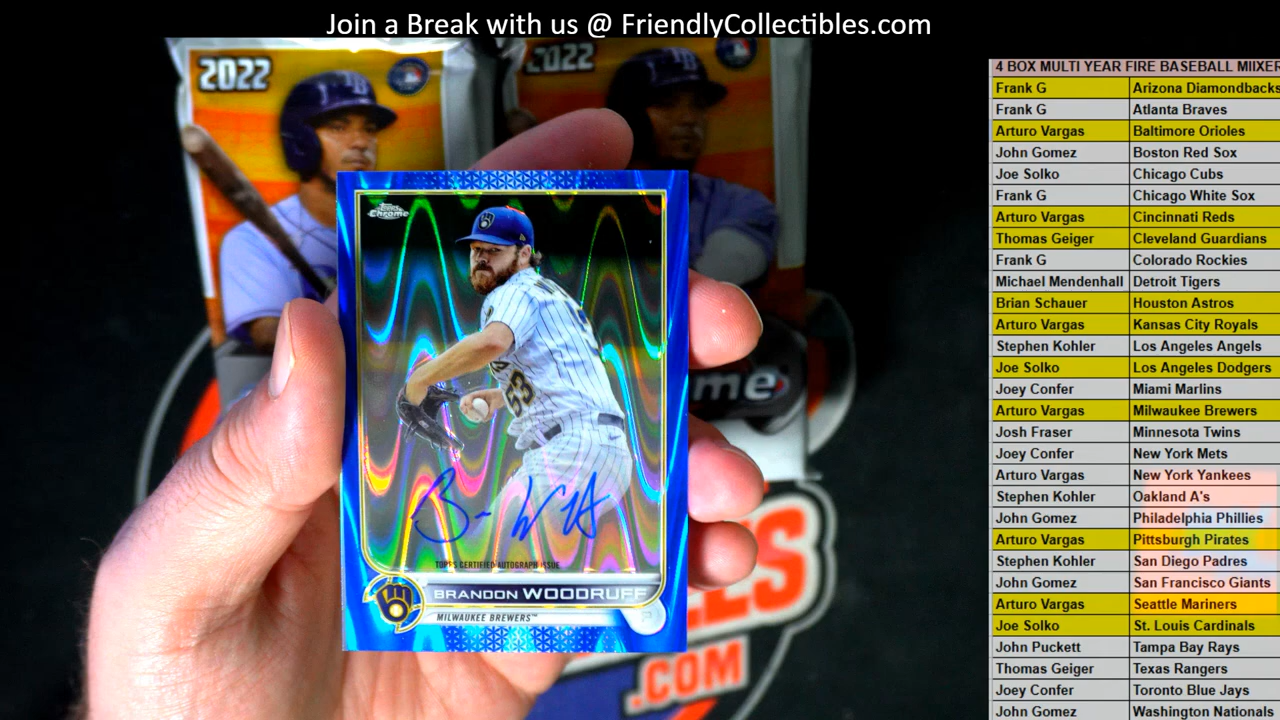 Join a Break with us @ FriendlyCollectibles.com
2022
2022
Topps
Chrome
TOPPS CERTIFIED AUTOGRAPH ISSUE
BRANDON WOODRUFF
MILWAUKEE BREWERS™
53
me
LES
.COM
4 BOX MULTI YEAR FIRE BASEBALL MIIXER
Frank G Arizona Diamondbacks
Frank G Atlanta Braves
Arturo Vargas Baltimore Orioles
John Gomez Boston Red Sox
Joe Solko Chicago Cubs
Frank G Chicago White Sox
Arturo Vargas Cincinnati Reds
Thomas Geiger Cleveland Guardians
Frank G Colorado Rockies
Michael Mendenhall Detroit Tigers
Brian Schauer Houston Astros
Arturo Vargas Kansas City Royals
Stephen Kohler Los Angeles Angels
Joe Solko Los Angeles Dodgers
Joey Confer Miami Marlins
Arturo Vargas Milwaukee Brewers
Josh Fraser Minnesota Twins
Joey Confer New York Mets
Arturo Vargas New York Yankees
Stephen Kohler Oakland A's
John Gomez Philadelphia Phillies
Arturo Vargas Pittsburgh Pirates
Stephen Kohler San Diego Padres
John Gomez San Francisco Giants
Arturo Vargas Seattle Mariners
Joe Solko St. Louis Cardinals
John Puckett Tampa Bay Rays
Thomas Geiger Texas Rangers
Joey Confer Toronto Blue Jays
John Gomez Washington Nationals